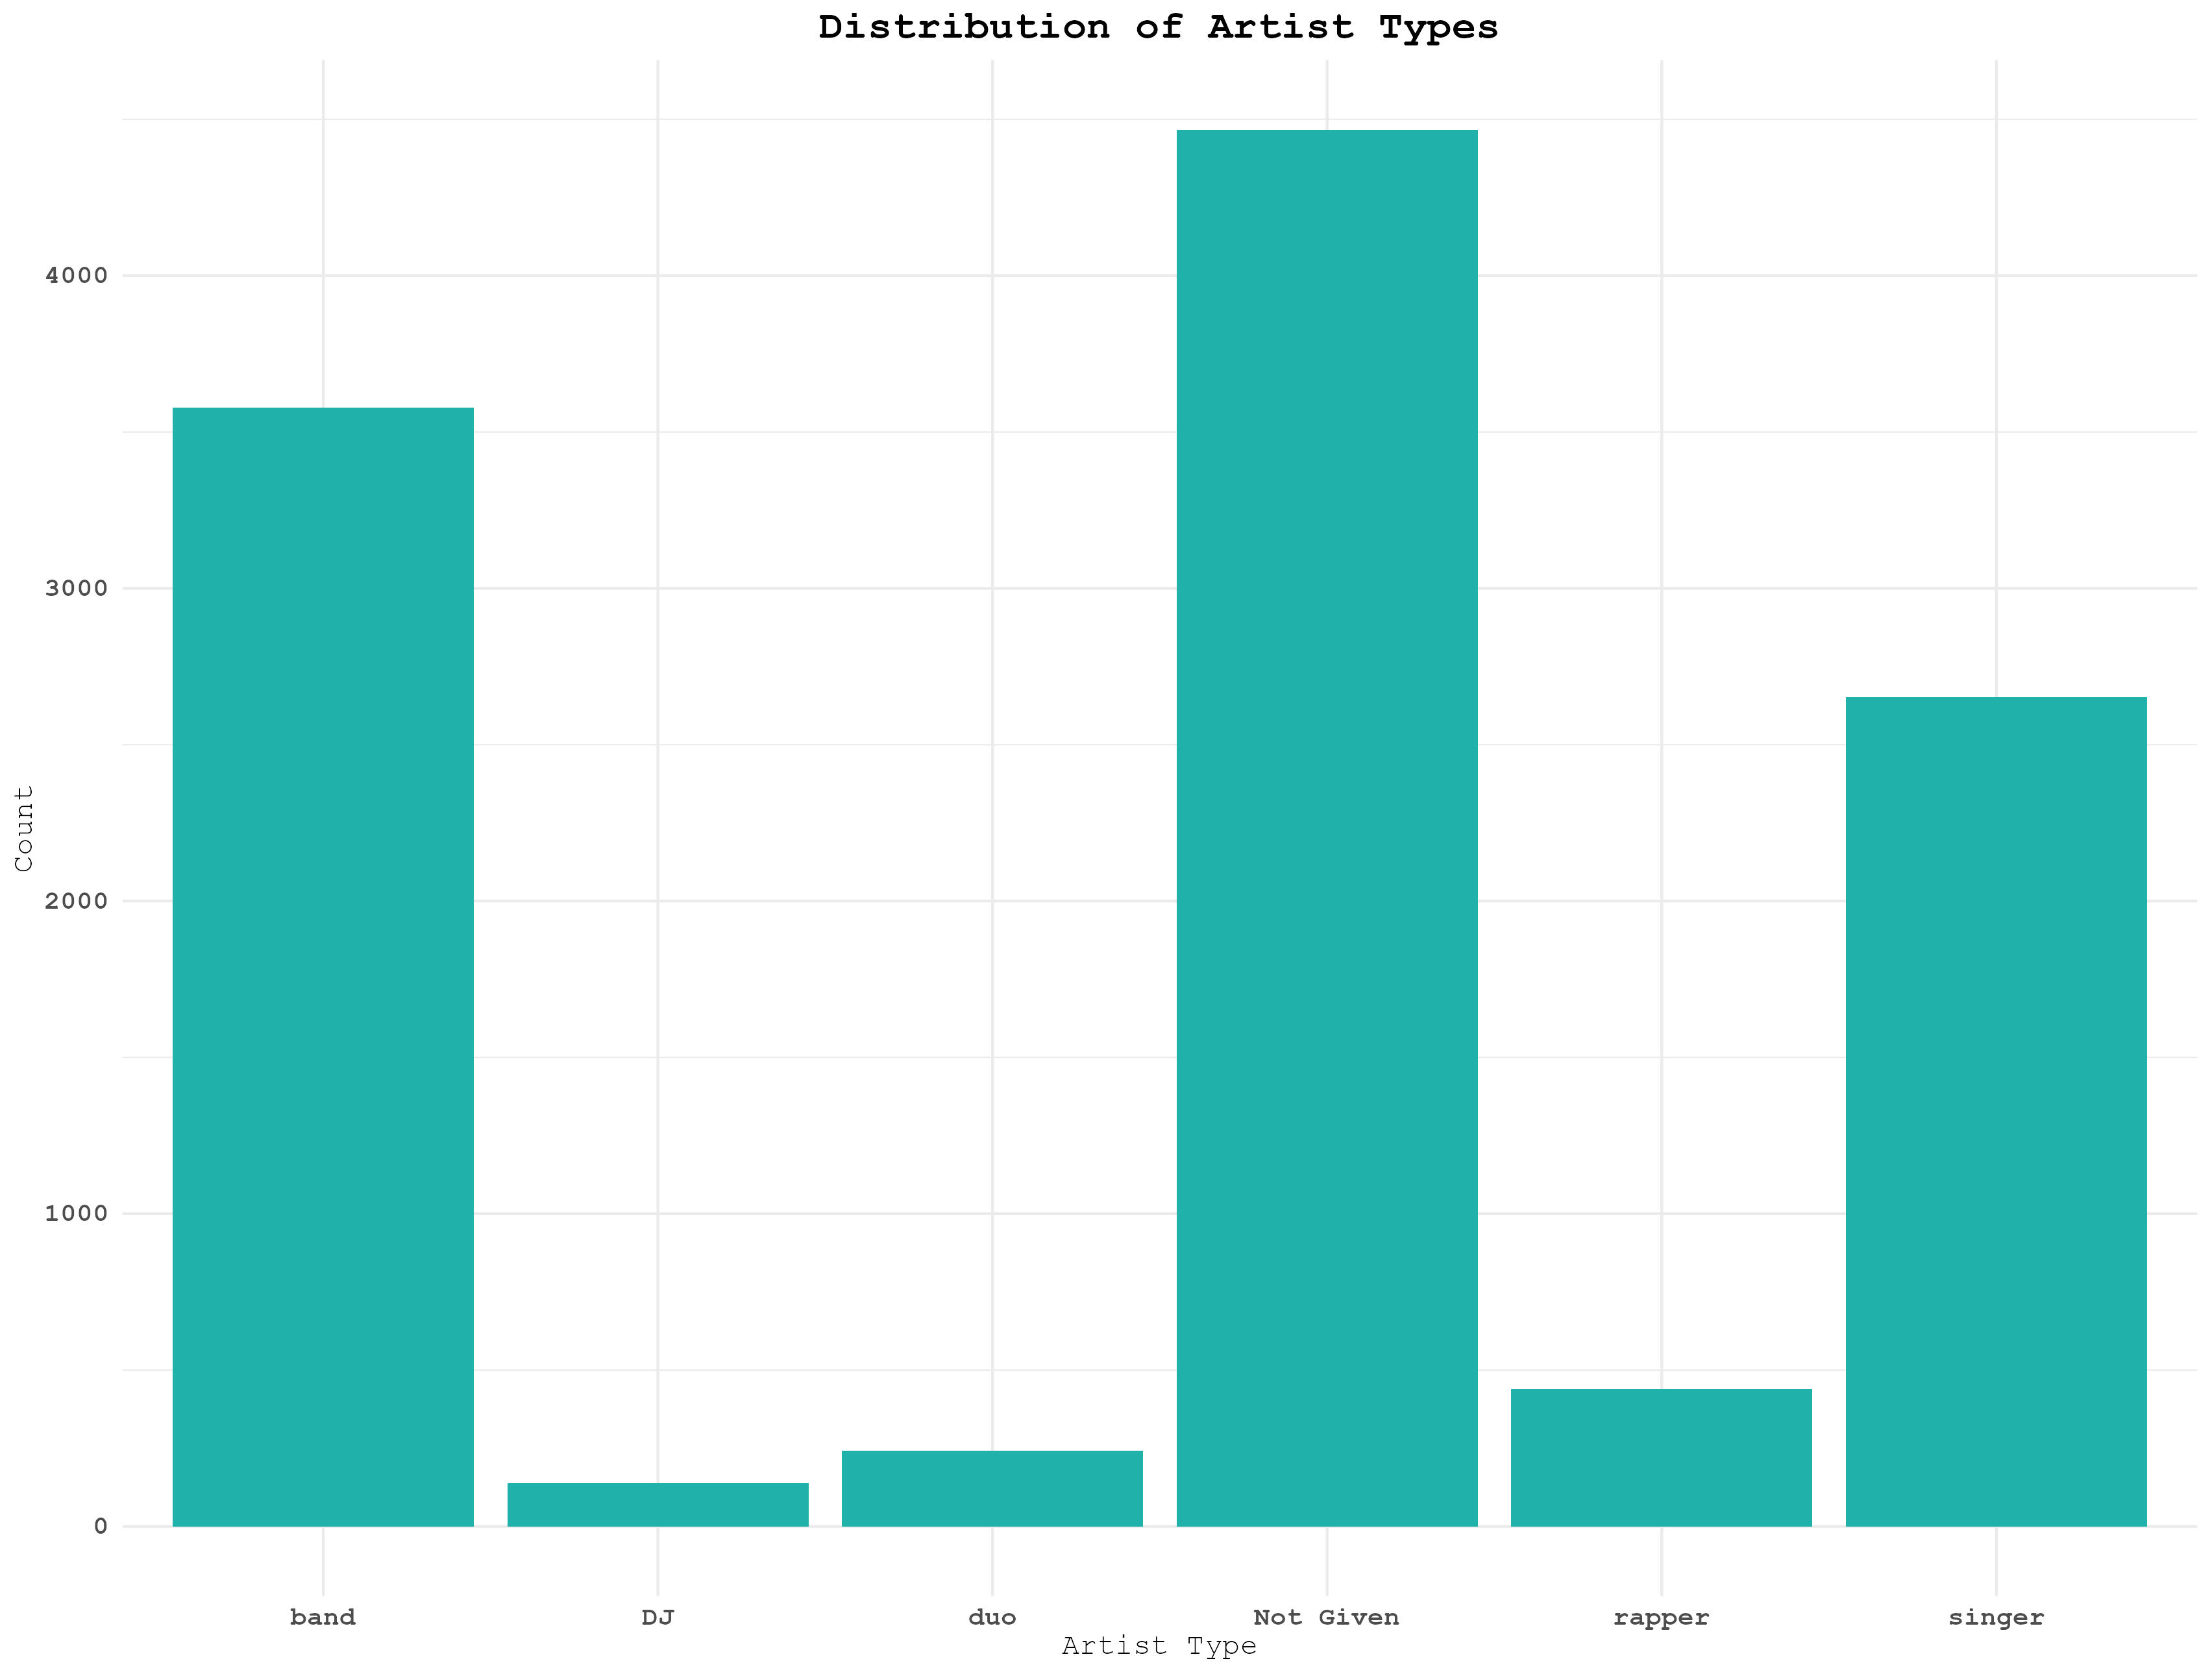 Distribution of Artist Types
4000
3000
2000
1000
0
Count
band DJ duo Not Given rapper singer
Artist Type